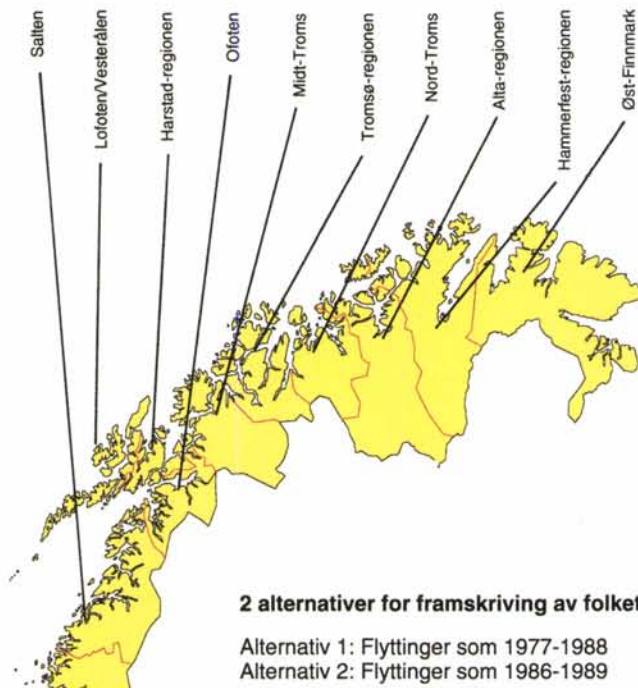 Salten
Lofoten/Vesterålen
Harstad-regionen
Ofoten
Midt-Troms
Tromsø-regionen
Nord-Troms
Alta-regionen
Hammerfest-regionen
Øst-Finnmark
2 alternativer for framskriving av folket
Alternativ 1: Flyttinger som 1977-1988
Alternativ 2: Flyttinger som 1986-1989